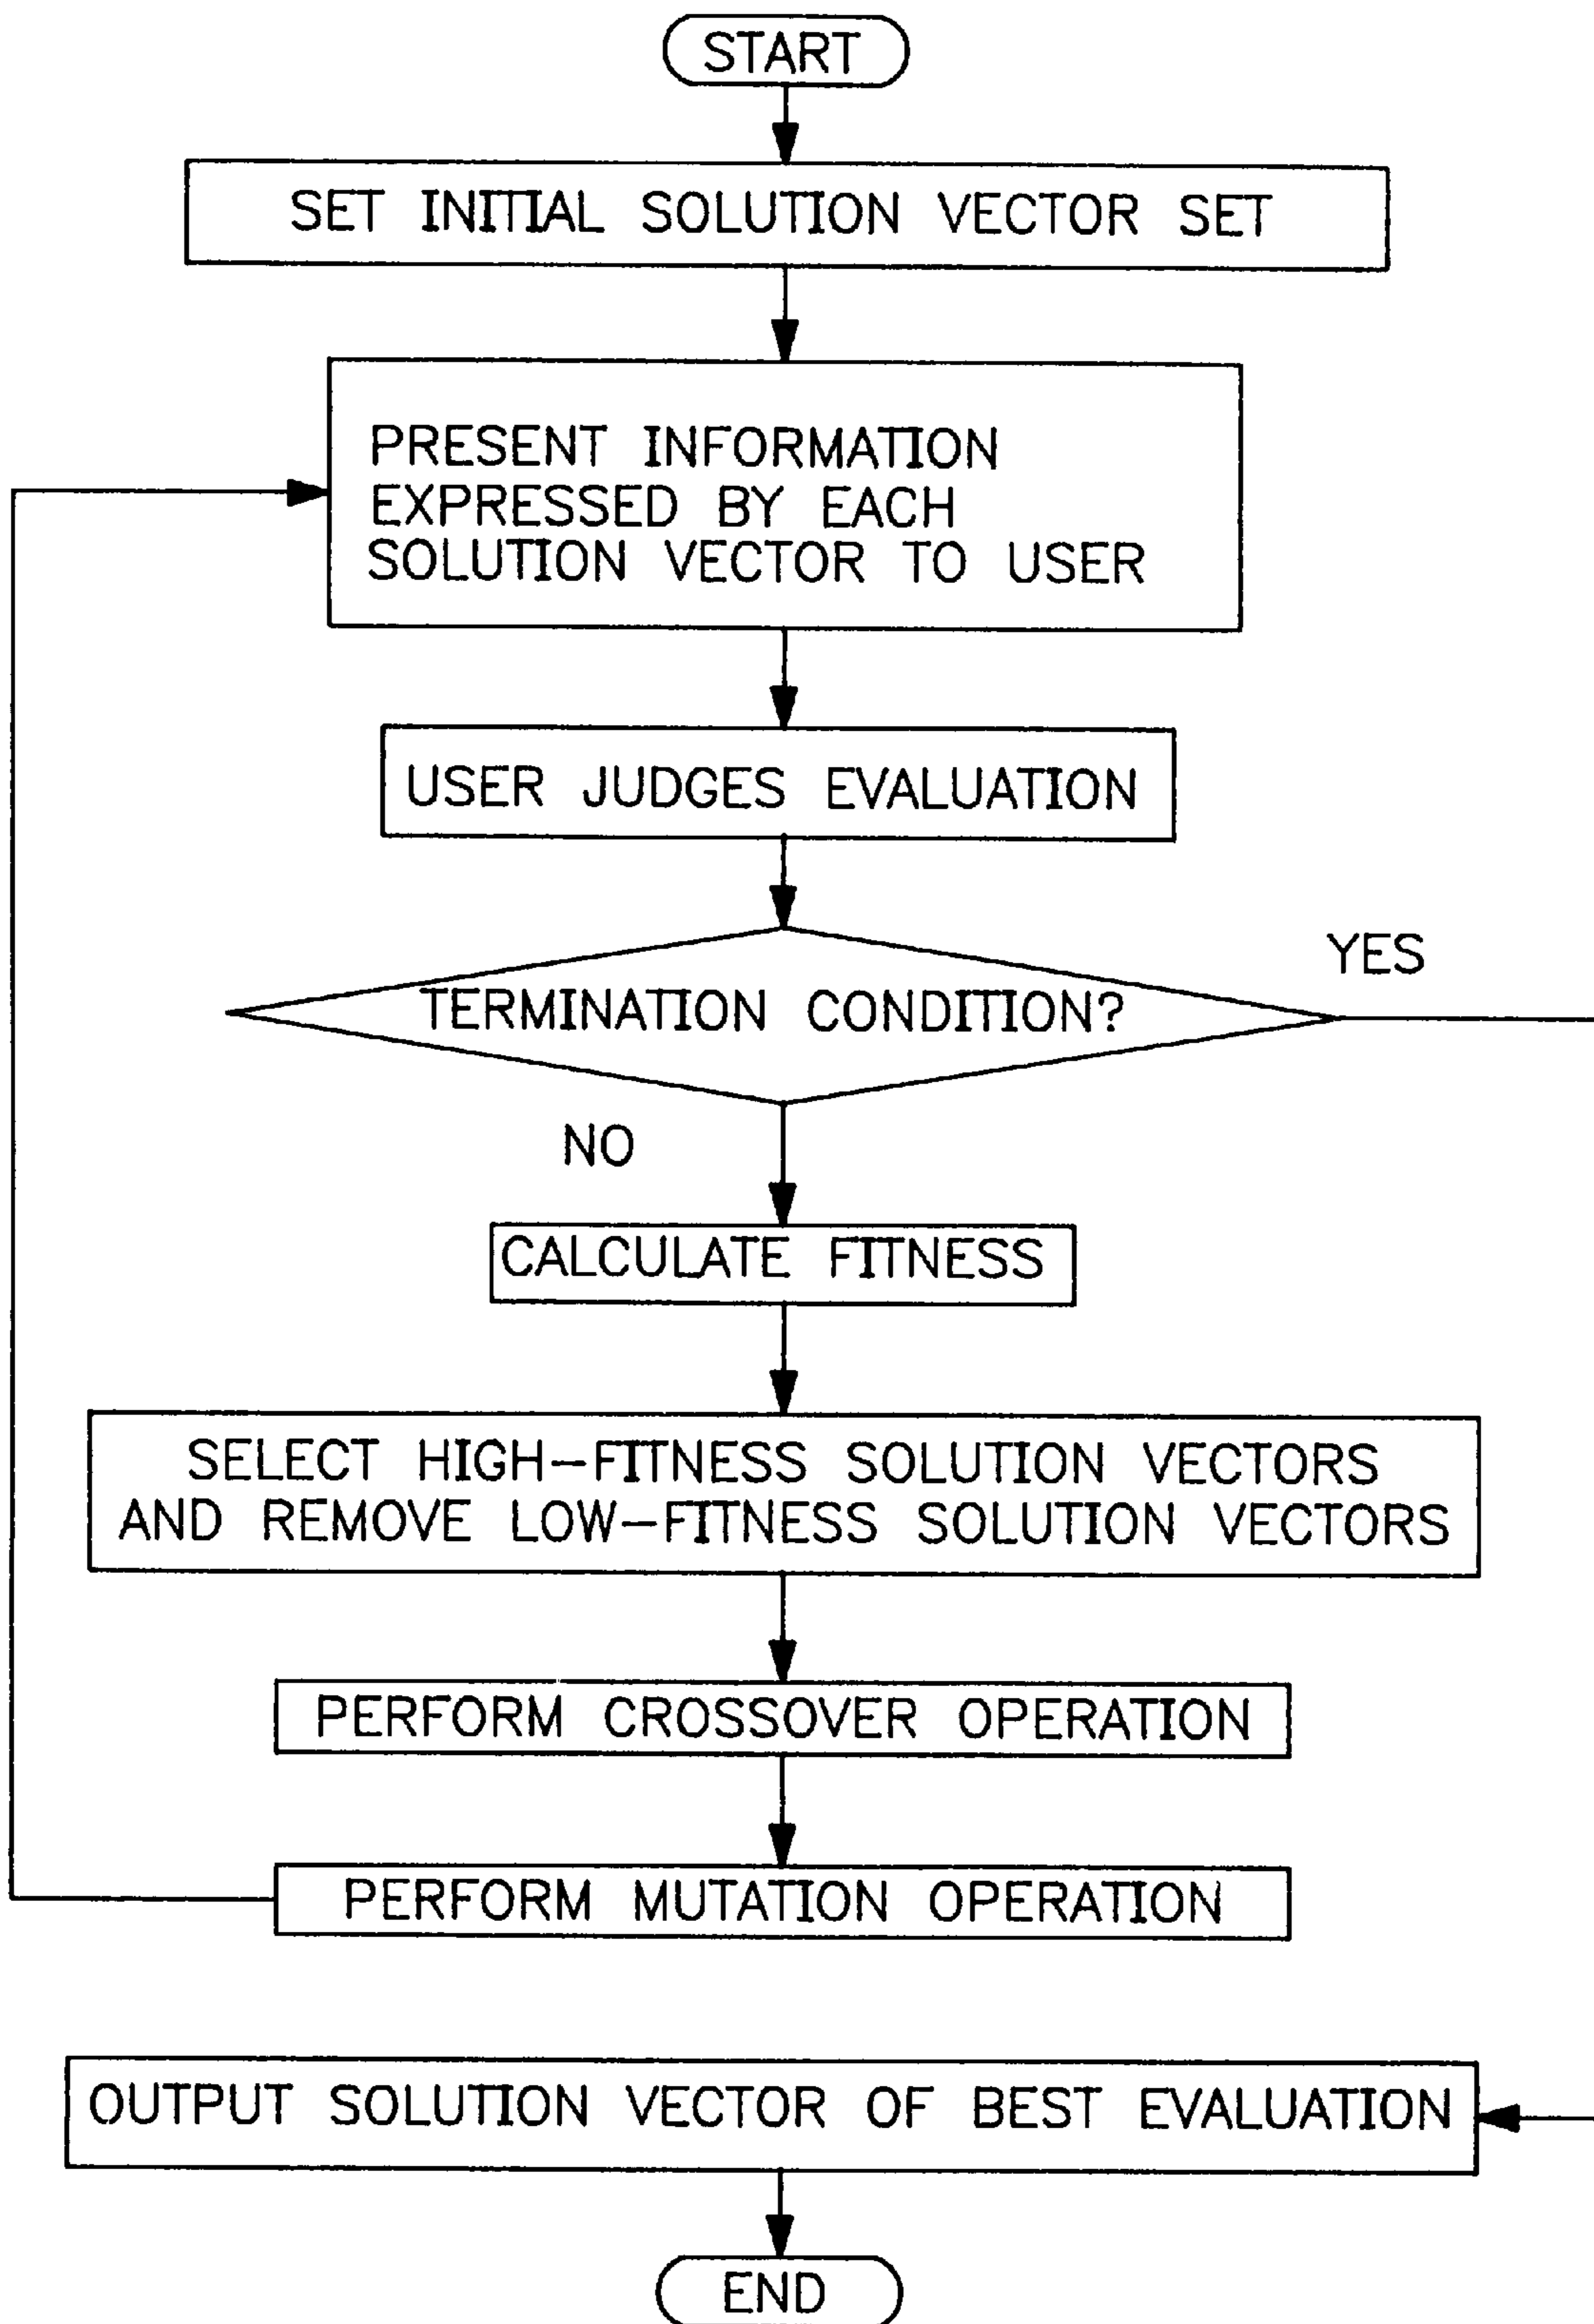 START
SET INITIAL SOLUTION VECTOR SET
PRESENT INFORMATION
EXPRESSED BY EACH
SOLUTION VECTOR TO USER
USER JUDGES EVALUATION
YES
TERMINATION CONDITION?
NO
CALCULATE FITNESS
SELECT HIGH-FITNESS SOLUTION VECTORS
AND REMOVE LOW-FITNESS SOLUTION VECTORS
PERFORM CROSSOVER OPERATION
PERFORM MUTATION OPERATION
OUTPUT SOLUTION VECTOR OF BEST EVALUATION
END